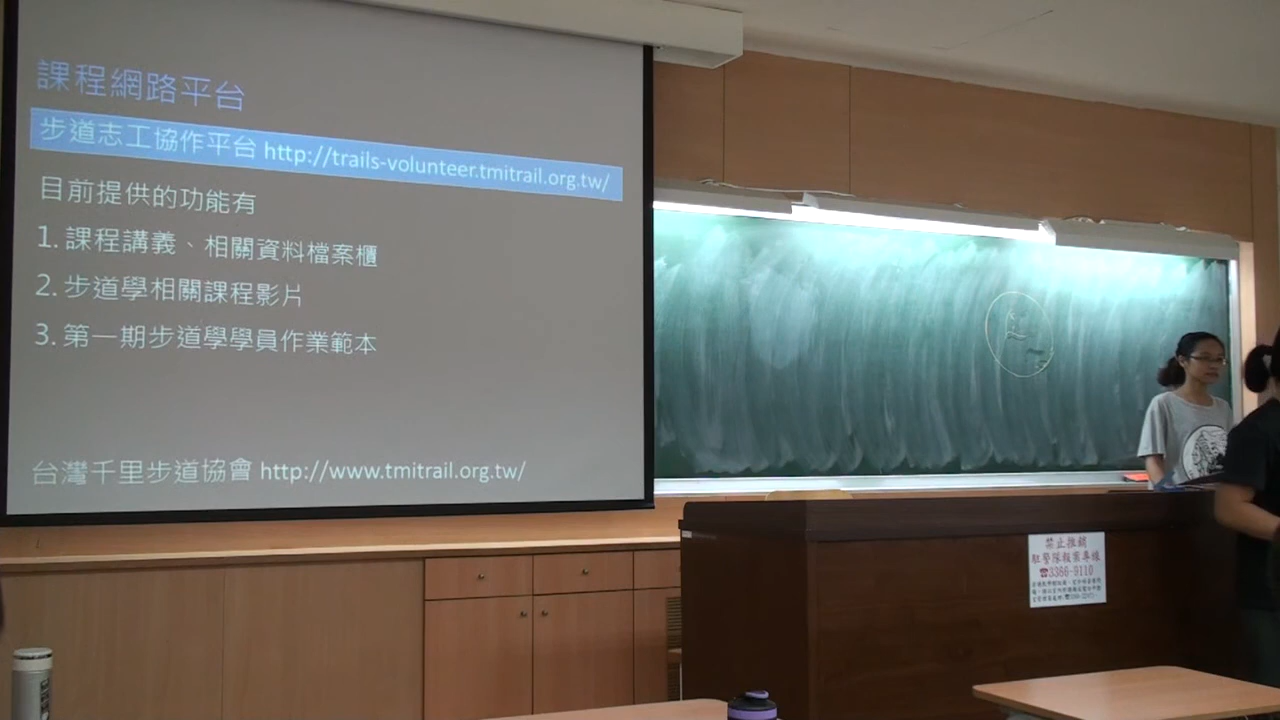 課程網路平台
步道志工協作平台 http://trails-volunteer.tmitrail.org.tw/
目前提供的功能有
1. 課程講義、相關資料檔案櫃
2. 步道學相關課程影片
3. 第一期步道學學員作業範本
台灣千里步道協會 http://www.tmitrail.org.tw/
禁止推銷
駐警隊報案專線
☎3366-9110